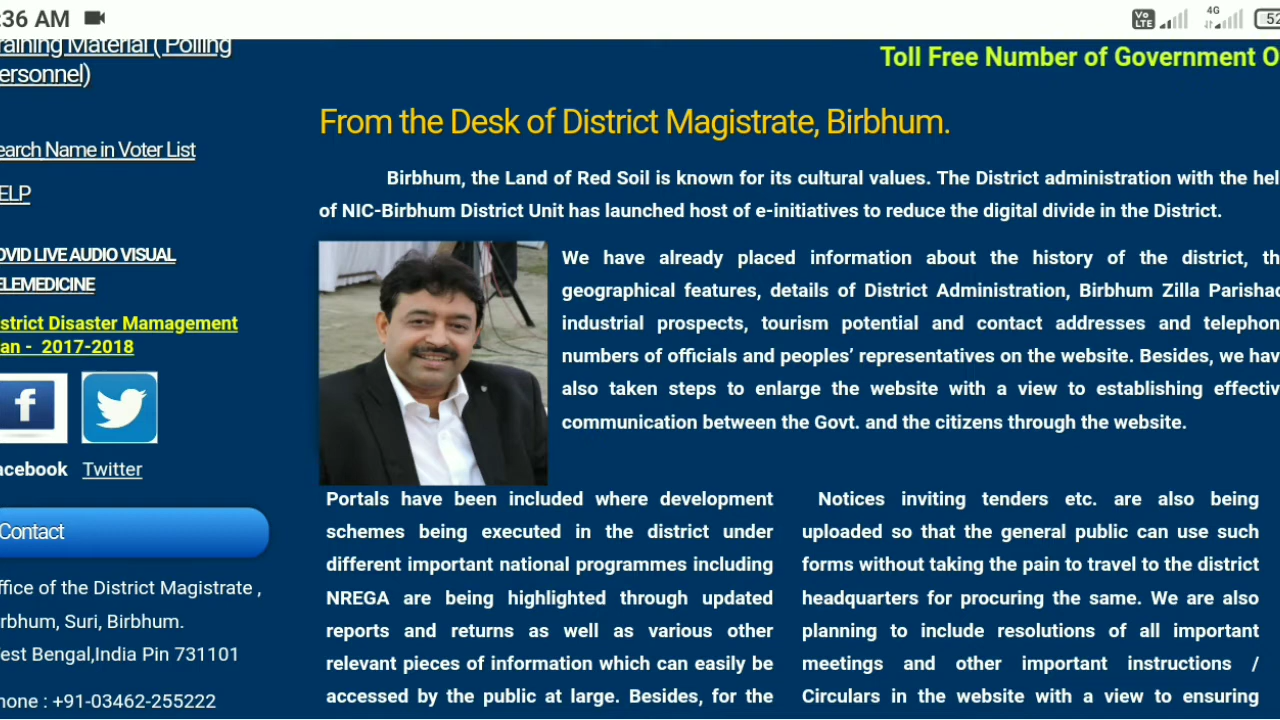 :36 AM
Vo LTE
4G
52
raining Material ( Polling
ersonnel)
earch Name in Voter List
ELP
OVID LIVE AUDIO VISUAL
ELEMEDICINE
strict Disaster Mamagement
an - 2017-2018
f
acebook Twitter
Contact
ffice of the District Magistrate ,
rbhum, Suri, Birbhum.
est Bengal,India Pin 731101
hone : +91-03462-255222
Toll Free Number of Government O
From the Desk of District Magistrate, Birbhum.
Birbhum, the Land of Red Soil is known for its cultural values. The District administration with the hel
of NIC-Birbhum District Unit has launched host of e-initiatives to reduce the digital divide in the District.
We have already placed information about the history of the district, th
geographical features, details of District Administration, Birbhum Zilla Parishad
industrial prospects, tourism potential and contact addresses and telephon
numbers of officials and peoples’ representatives on the website. Besides, we hav
also taken steps to enlarge the website with a view to establishing effectiv
communication between the Govt. and the citizens through the website.
Portals have been included where development
schemes being executed in the district under
different important national programmes including
NREGA are being highlighted through updated
reports and returns as well as various other
relevant pieces of information which can easily be
accessed by the public at large. Besides, for the
Notices inviting tenders etc. are also being
uploaded so that the general public can use such
forms without taking the pain to travel to the district
headquarters for procuring the same. We are also
planning to include resolutions of all important
meetings and other important instructions /
Circulars in the website with a view to ensuring